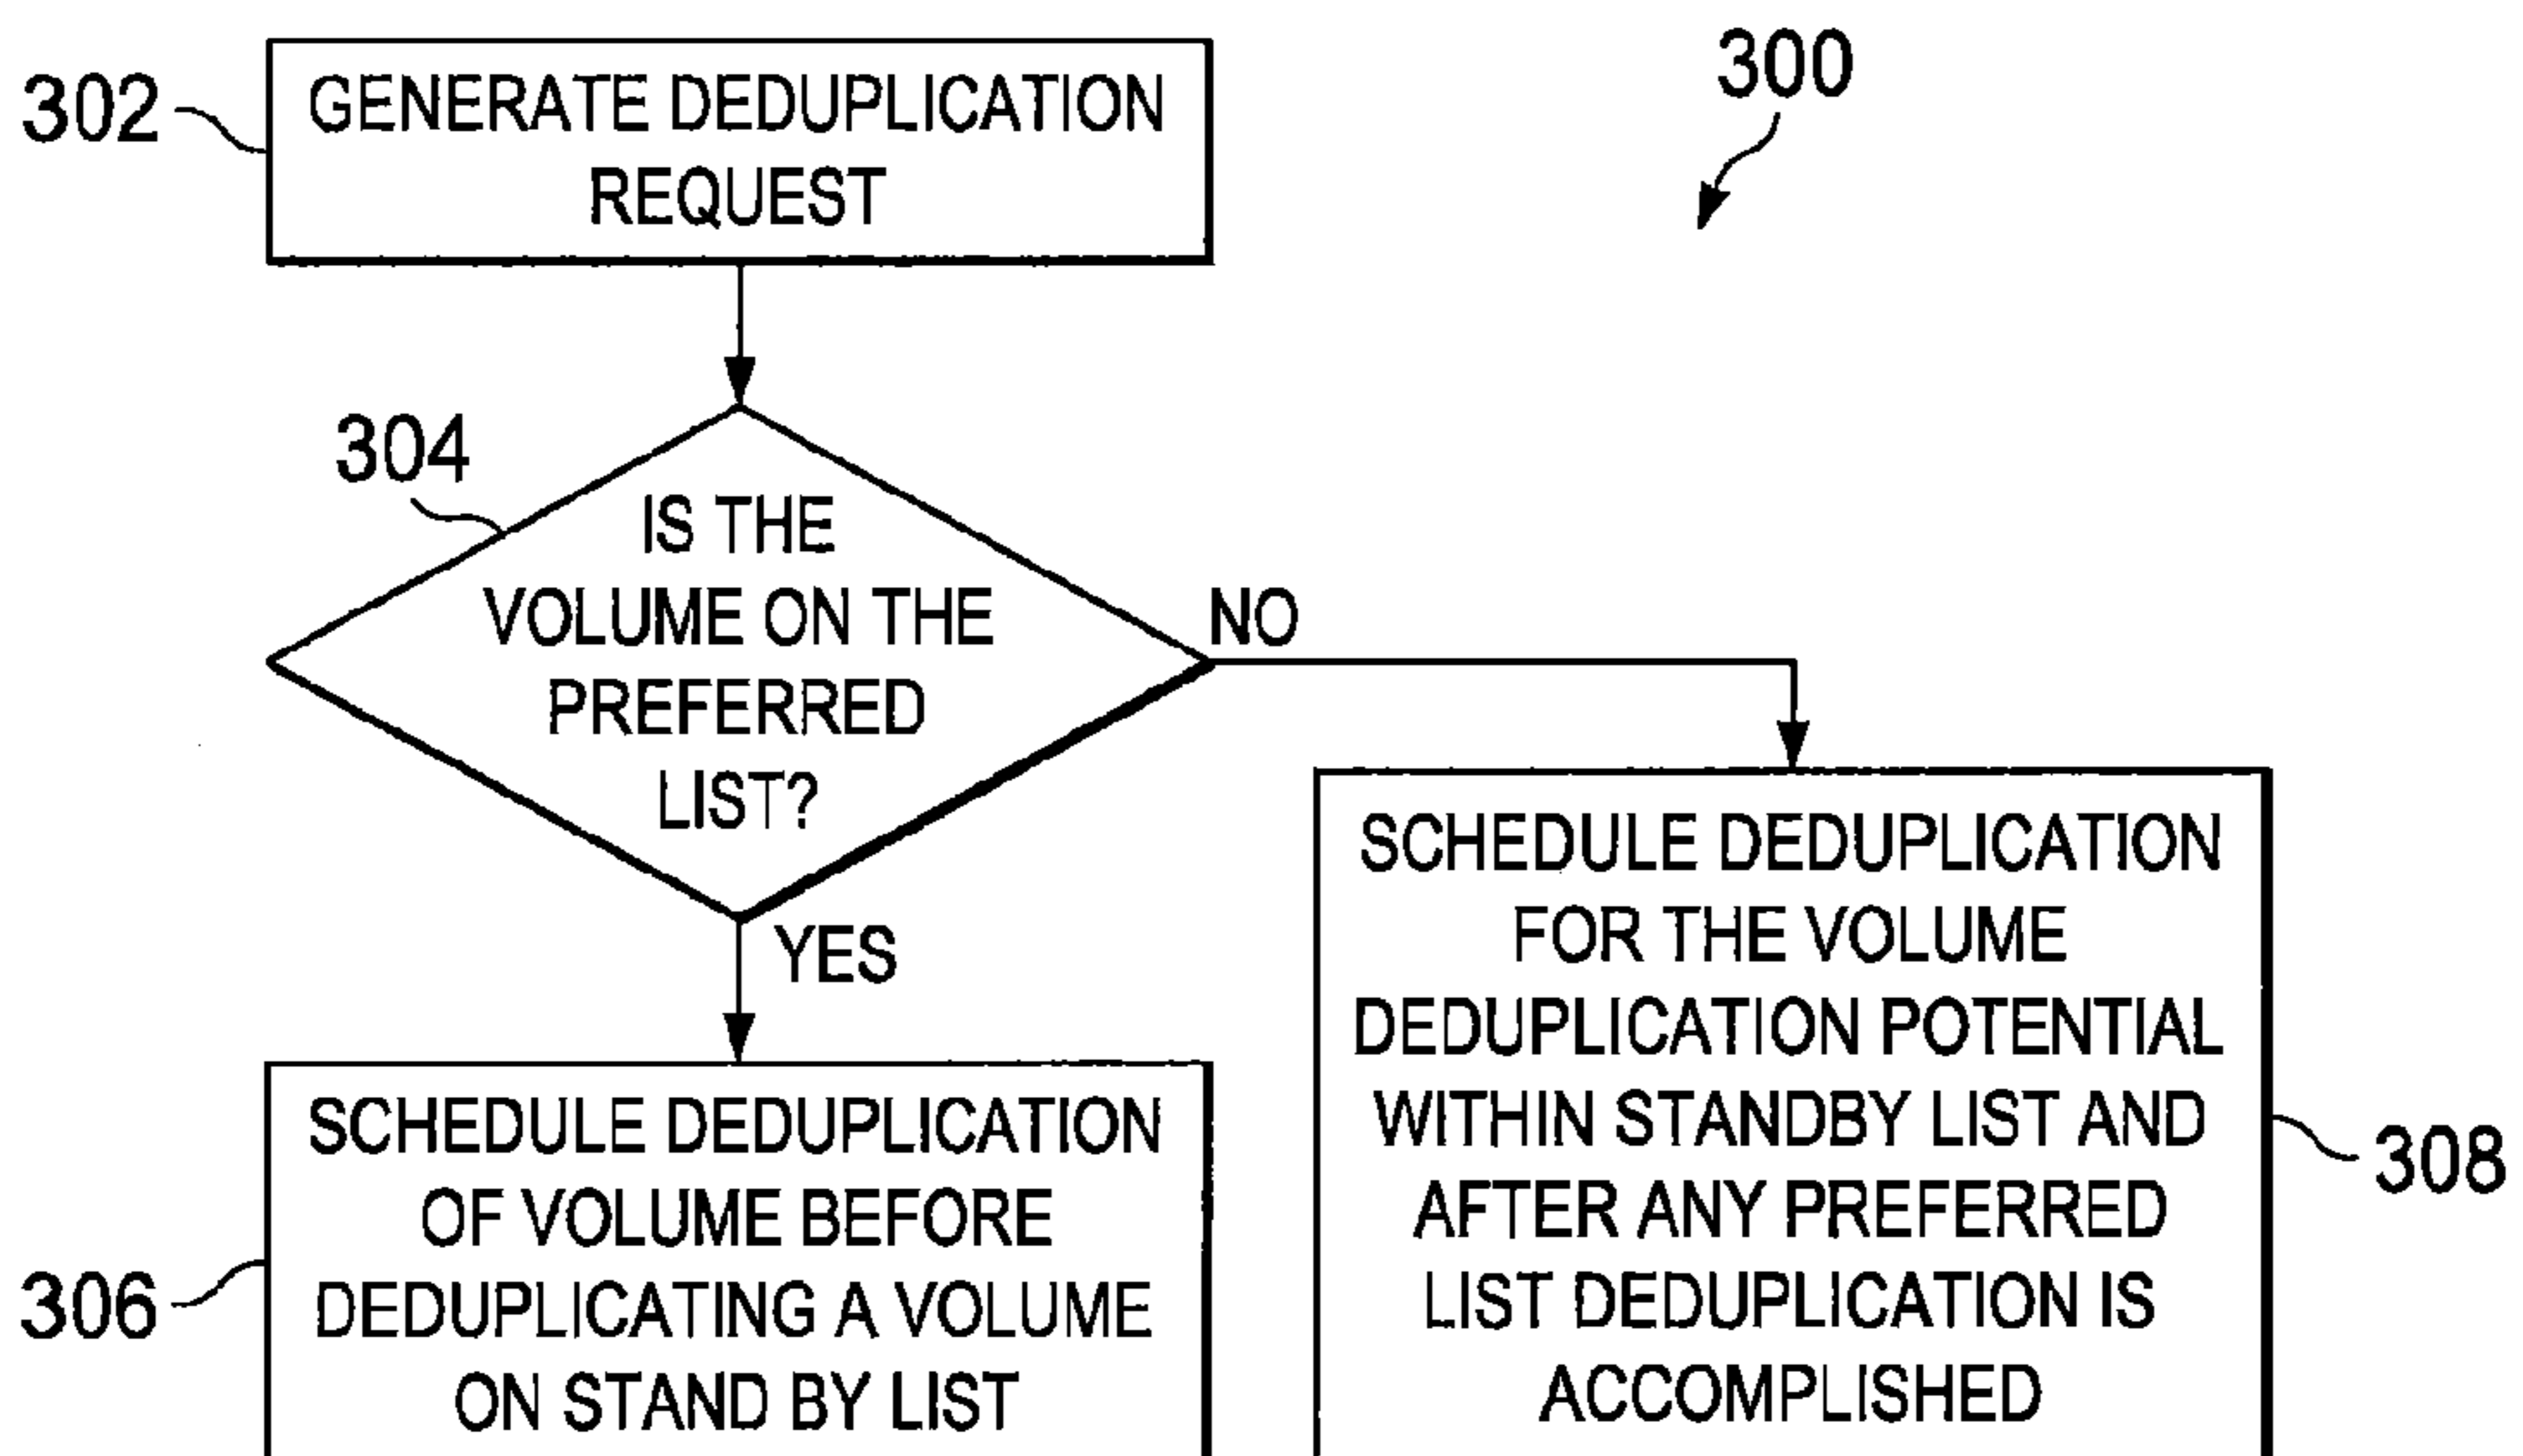 300
302
GENERATE DEDUPLICATION
REQUEST
304
IS THE
VOLUME ON THE
PREFERRED
LIST?
NO
YES
306
SCHEDULE DEDUPLICATION
OF VOLUME BEFORE
DEDUPLICATING A VOLUME
ON STAND BY LIST
SCHEDULE DEDUPLICATION
FOR THE VOLUME
DEDUPLICATION POTENTIAL
WITHIN STANDBY LIST AND
AFTER ANY PREFERRED
LIST DEDUPLICATION IS
ACCOMPLISHED
308